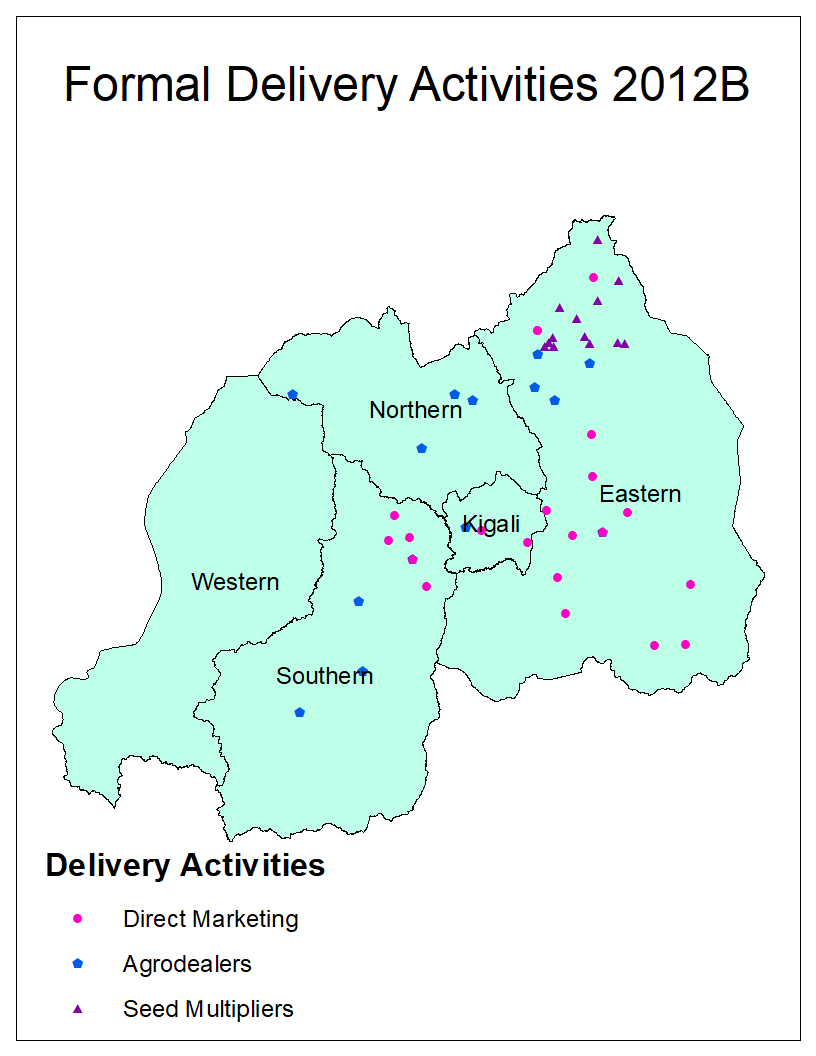 Formal Delivery Activities 2012B
Northern
Eastern
Kigali
Western
Southern
Delivery Activities
Direct Marketing
Agrodealers
Seed Multipliers